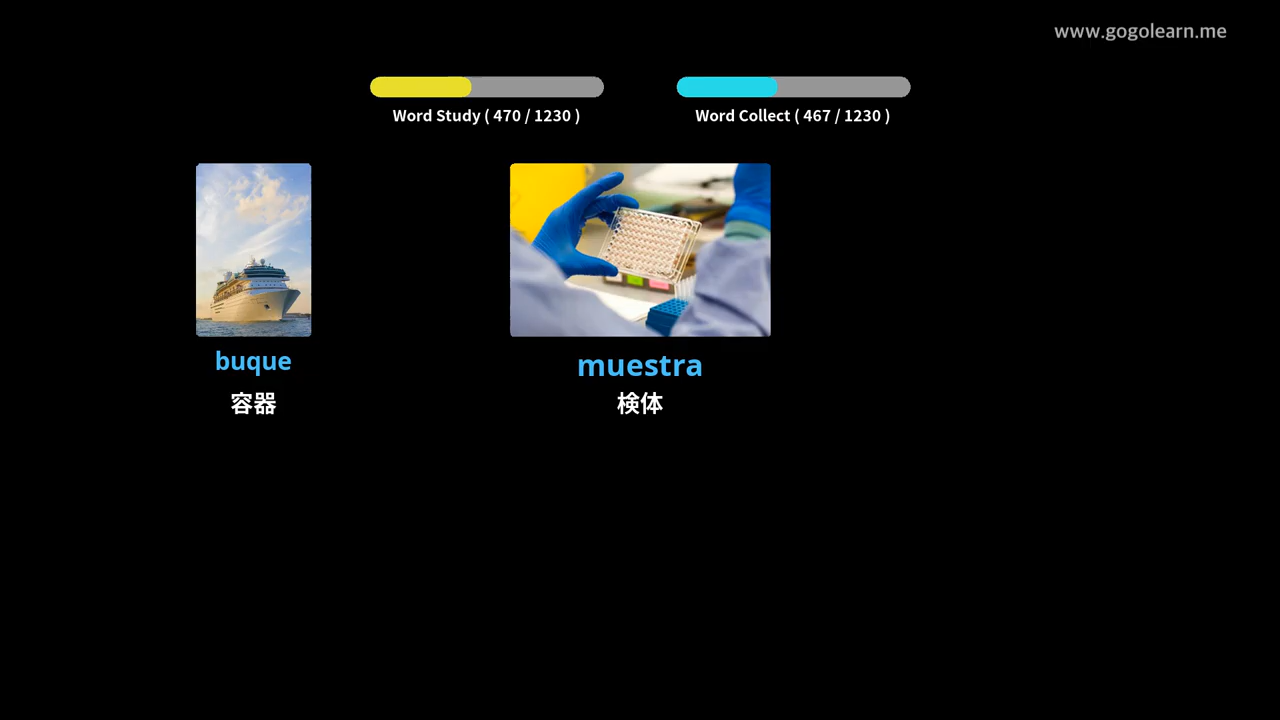 www.gogolearn.me
Word Study ( 470 / 1230 )
Word Collect ( 467 / 1230 )
buque
容器
muestra
検体